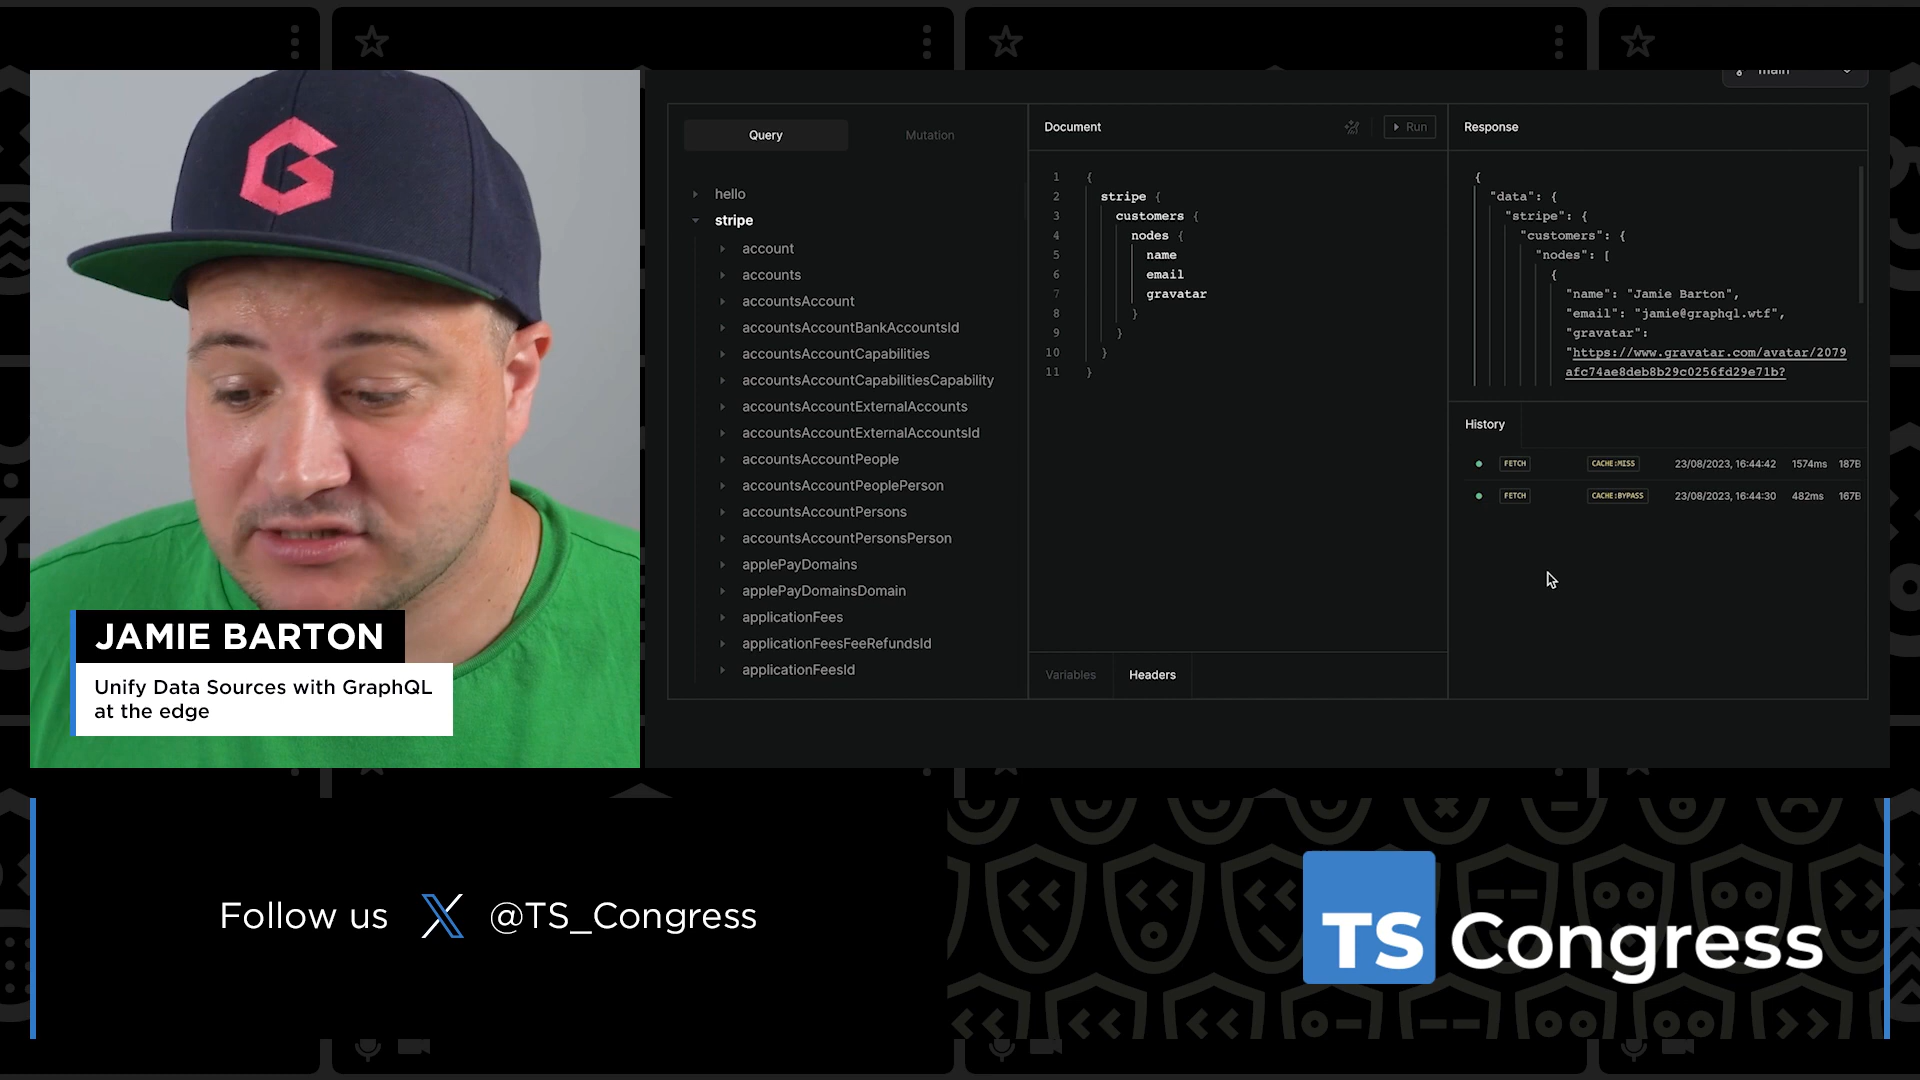 main
Query
Mutation
hello
stripe
account
accounts
accountsAccount
accountsAccountBankAccountsId
accountsAccountCapabilities
accountsAccountCapabilitiesCapability
accountsAccountExternalAccounts
accountsAccountExternalAccountsId
accountsAccountPeople
accountsAccountPeoplePerson
accountsAccountPersons
accountsAccountPersonsPerson
applePayDomains
applePayDomainsDomain
applicationFees
applicationFeesFeeRefundsId
applicationFeesId
Document
Run
1 {
2 stripe {
3 customers {
4 nodes {
5 name
6 email
7 gravatar
8 }
9 }
10 }
11 }
Variables
Headers
Response
{
"data": {
"stripe": {
"customers": {
"nodes": [
{
"name": "Jamie Barton",
"email": "jamie@graphql.wtf",
"gravatar":
"https://www.gravatar.com/avatar/2079
afc74ae8deb8b29c0256fd29e71b?
History
FETCH CACHE:MISS 23/08/2023, 16:44:42 1574ms 187B
FETCH CACHE:BYPASS 23/08/2023, 16:44:30 482ms 167B
G
JAMIE BARTON
Unify Data Sources with GraphQL
at the edge
Follow us X @TS_Congress
TS Congress